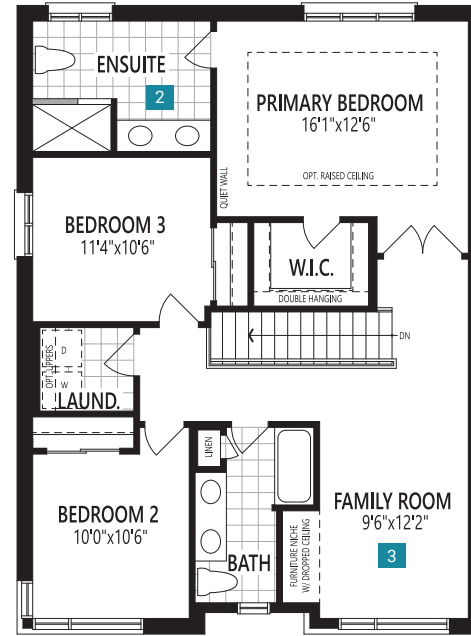 ENSUITE
2
PRIMARY BEDROOM
16'1"x12'6"
OPT. RAISED CEILING
QUIET WALL
BEDROOM 3
11'4"x10'6"
W.I.C.
DOUBLE HANGING
DN
OPT. UPPERS
D
W
LAUND.
LINEN
BEDROOM 2
10'0"x10'6"
BATH
FURNITURE NICHE
W/ DROPPED CEILING
FAMILY ROOM
9'6"x12'2"
3